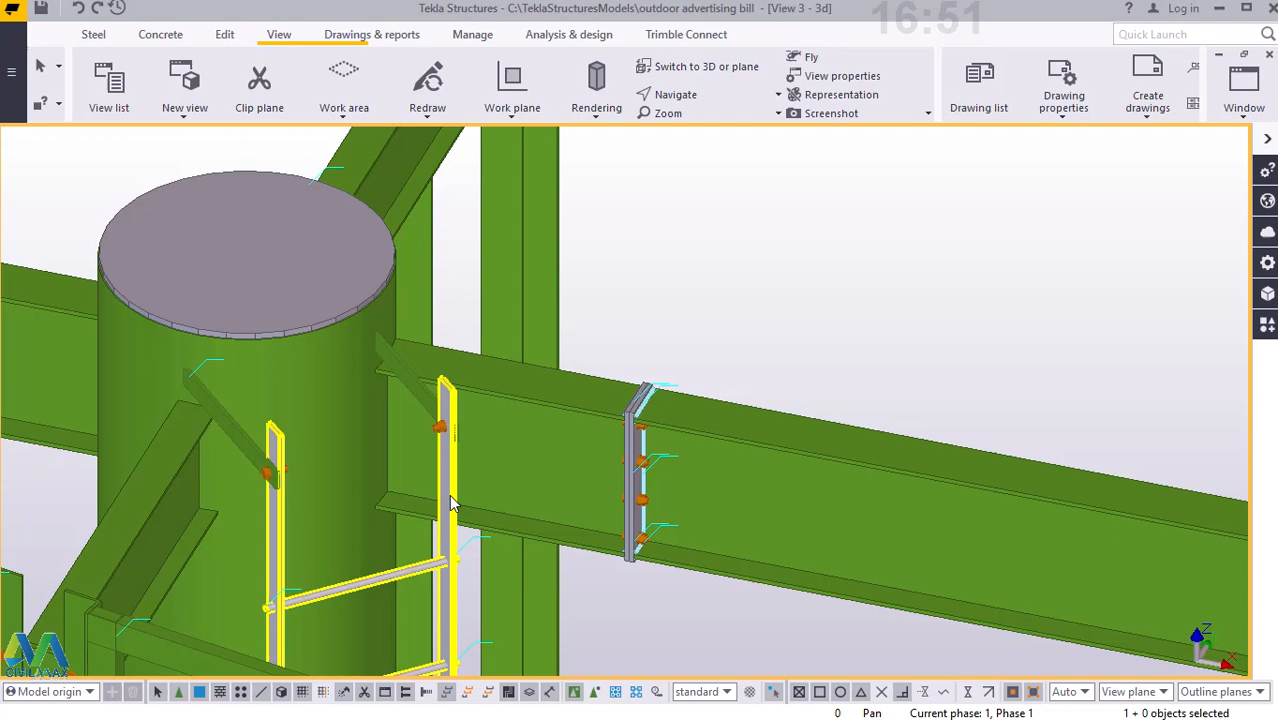 Tekla Structures - C:\TeklaStructuresModels\outdoor advertising bill - [View 3 - 3d]
16:51
? Log in
Steel Concrete Edit View Drawings & reports Manage Analysis & design Trimble Connect Quick Launch
View list
New view
Clip plane
Work area
Redraw
Work plane
Rendering
Switch to 3D or plane
Navigate
Zoom
Fly
View properties
Representation
Screenshot
Drawing list
Drawing properties
Create drawings
Window
Z
X
CIVILMAX
Model origin
standard
Auto
View plane
Outline planes
0 Pan Current phase: 1, Phase 1 1 + 0 objects selected